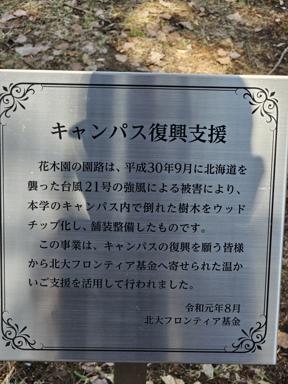 キャンパス復興支援
花木園の園路は、平成30年9月に北海道を
襲った台風21号の強風による被害により、
本学のキャンパス内で倒れた樹木をウッド
チップ化し、舗装整備したものです。
この事業は、キャンパスの復興を願う皆様
から北大フロンティア基金へ寄せられた温か
いご支援を活用して行われました。
令和元年8月
北大フロンティア基金